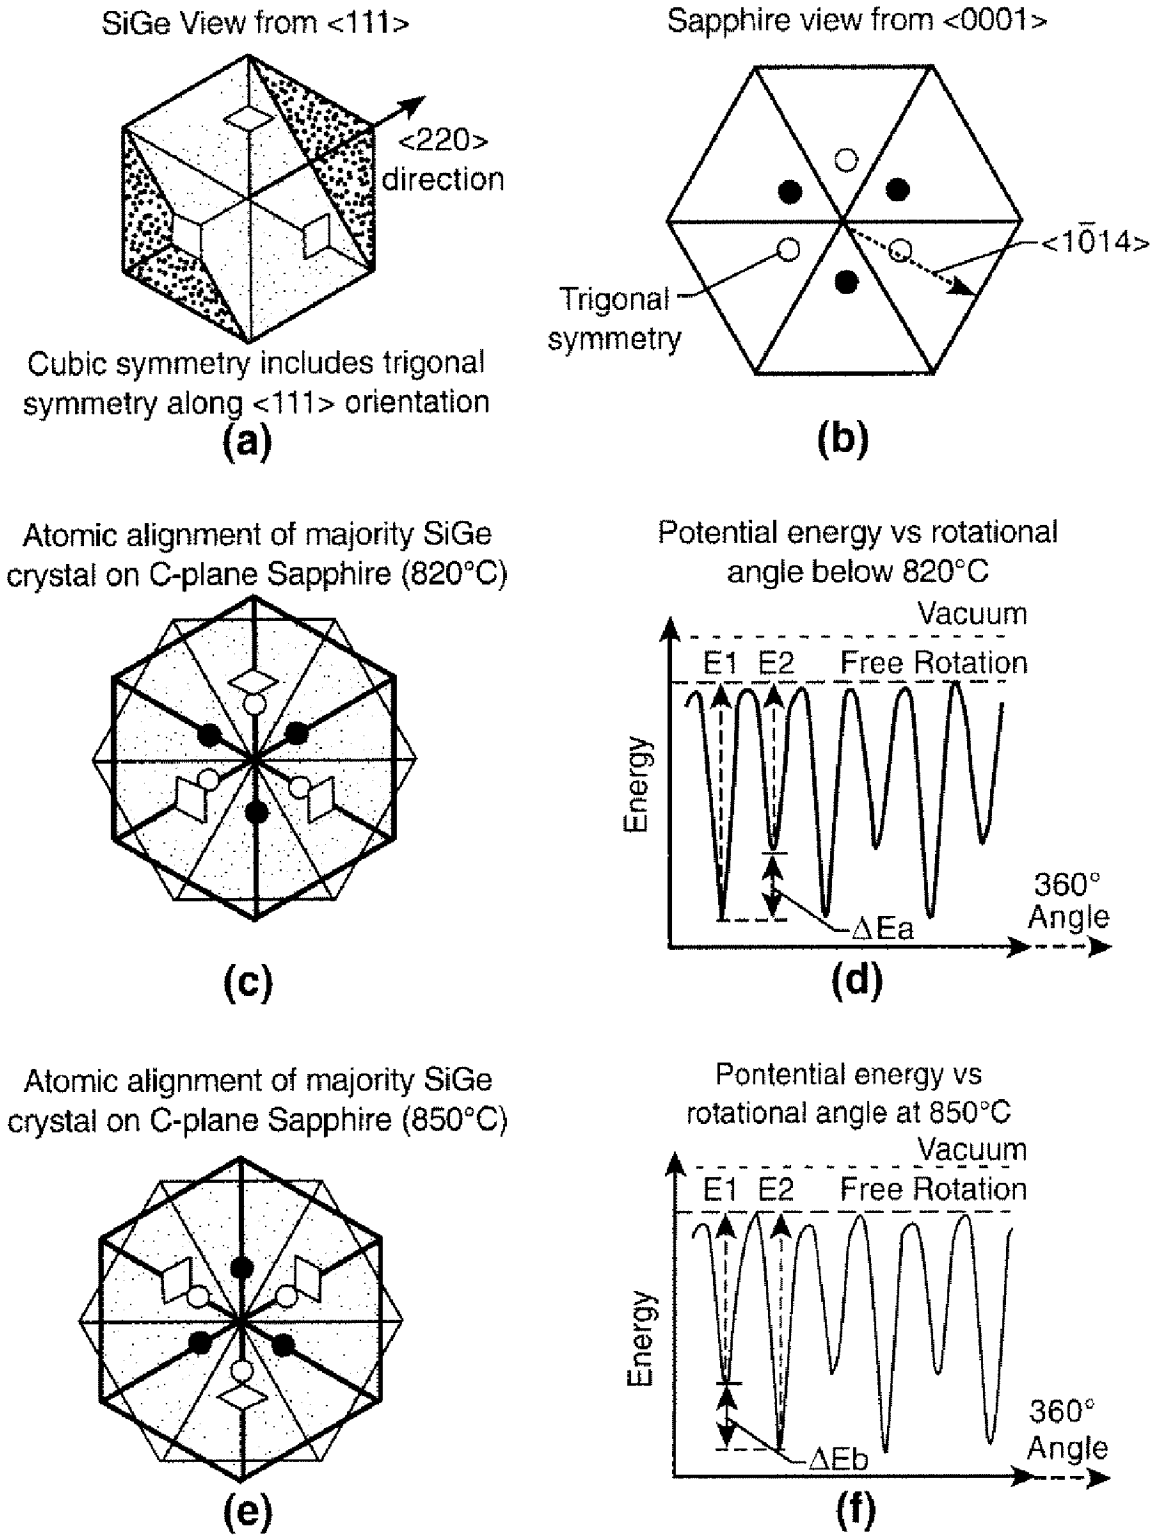 SiGe View from <111>
<220>
direction
Cubic symmetry includes trigonal
symmetry along <111> orientation
(a)
Sapphire view from <0001>
<10̅14>
Trigonal
symmetry
(b)
Atomic alignment of majority SiGe
crystal on C-plane Sapphire (820°C)
(c)
Potential energy vs rotational
angle below 820°C
Vacuum
E1 E2 Free Rotation
Energy
ΔEa
360°
Angle
(d)
Atomic alignment of majority SiGe
crystal on C-plane Sapphire (850°C)
(e)
Pontential energy vs
rotational angle at 850°C
Vacuum
E1 E2 Free Rotation
Energy
ΔEb
360°
Angle
(f)